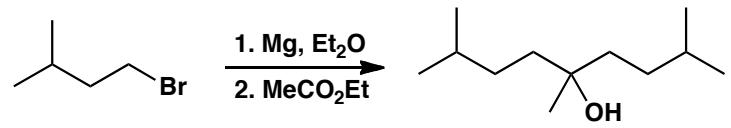 Br
1. Mg, Et₂O
2. MeCO₂Et
OH